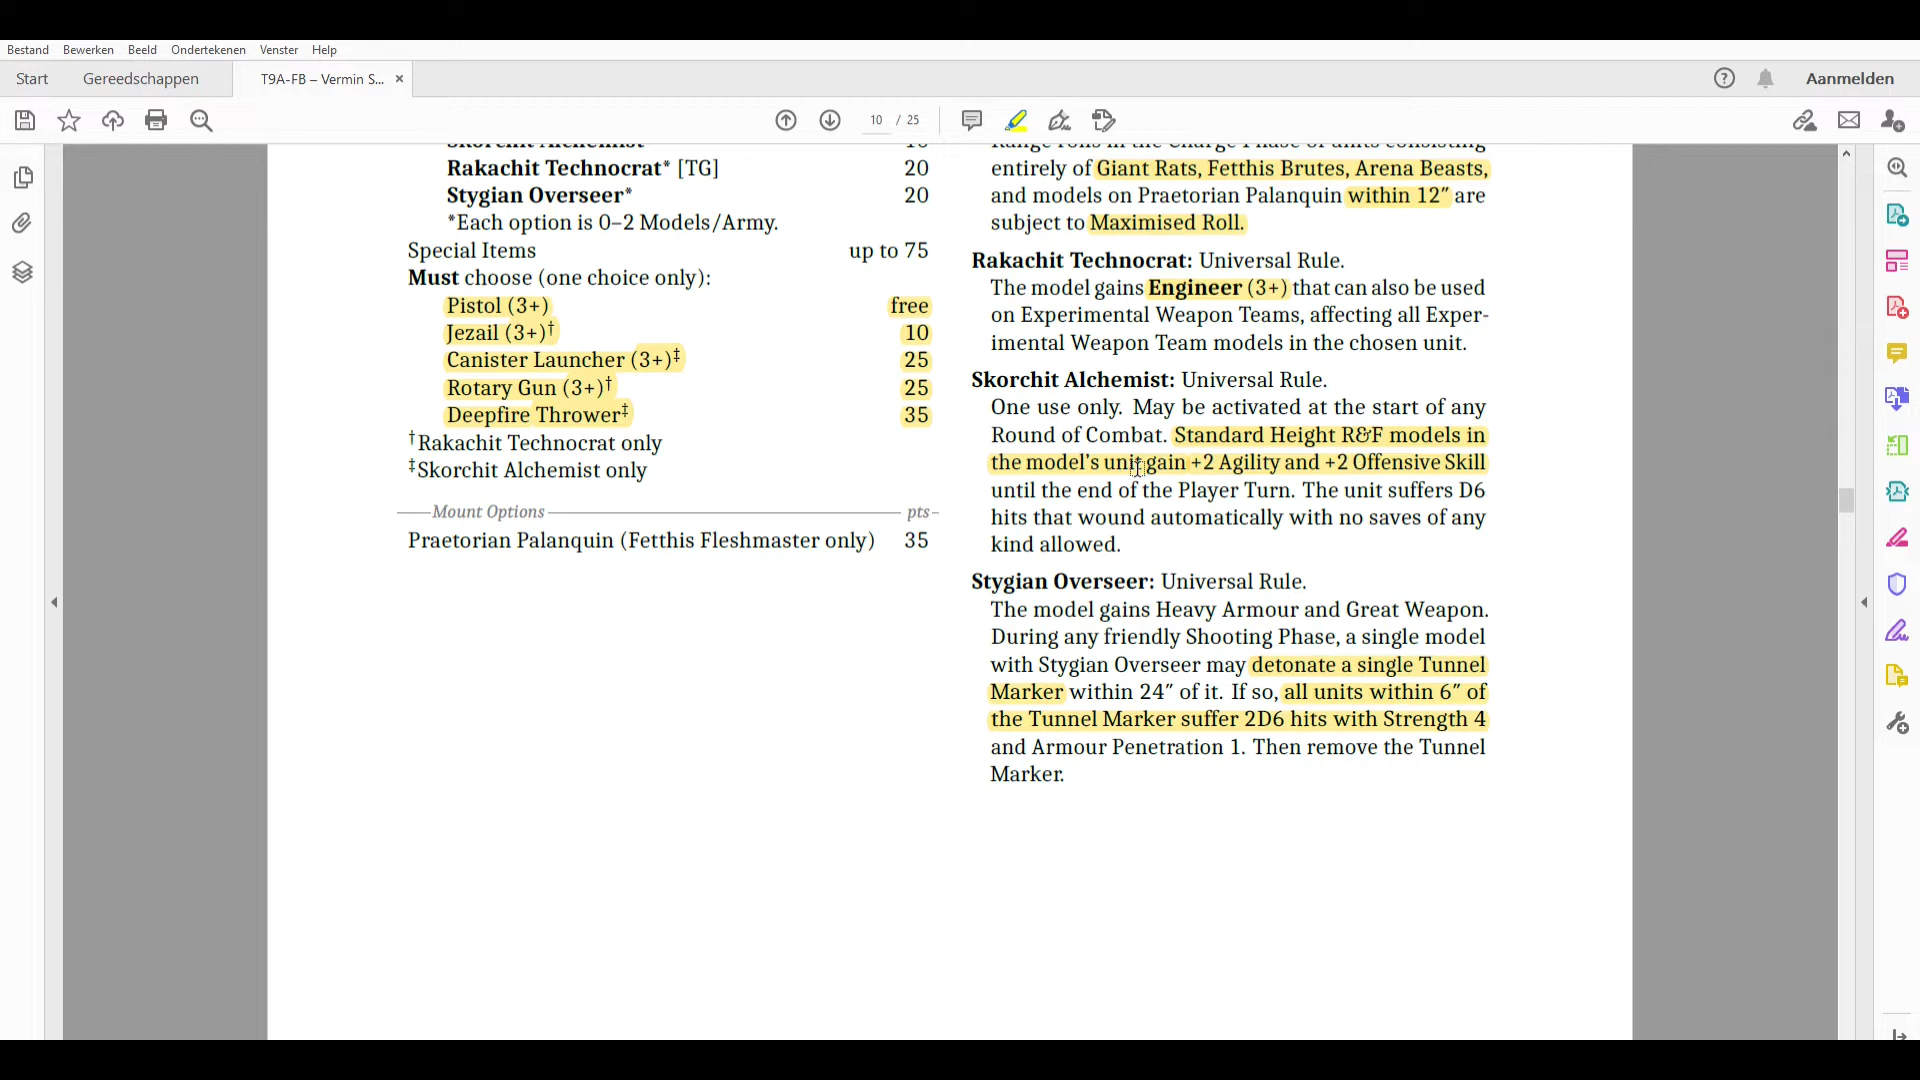 Bestand Bewerken Beeld Ondertekenen Venster Help
Start Gereedschappen T9A-FB – Vermin S... × Aanmelden
10 / 25
Skorchit Alchemist
Rakachit Technocrat* [TG] 20
Stygian Overseer* 20
*Each option is 0–2 Models/Army.
Special Items up to 75
Must choose (one choice only):
Pistol (3+) free
Jezail (3+)† 10
Canister Launcher (3+)‡ 25
Rotary Gun (3+)† 25
Deepfire Thrower‡ 35
†Rakachit Technocrat only
‡Skorchit Alchemist only
Mount Options pts
Praetorian Palanquin (Fetthis Fleshmaster only) 35
Range rolls in the Charge Phase of units consisting
entirely of Giant Rats, Fetthis Brutes, Arena Beasts,
and models on Praetorian Palanquin within 12″ are
subject to Maximised Roll.
Rakachit Technocrat: Universal Rule.
The model gains Engineer (3+) that can also be used
on Experimental Weapon Teams, affecting all Exper-
imental Weapon Team models in the chosen unit.
Skorchit Alchemist: Universal Rule.
One use only. May be activated at the start of any
Round of Combat. Standard Height R&F models in
the model’s unit gain +2 Agility and +2 Offensive Skill
until the end of the Player Turn. The unit suffers D6
hits that wound automatically with no saves of any
kind allowed.
Stygian Overseer: Universal Rule.
The model gains Heavy Armour and Great Weapon.
During any friendly Shooting Phase, a single model
with Stygian Overseer may detonate a single Tunnel
Marker within 24″ of it. If so, all units within 6″ of
the Tunnel Marker suffer 2D6 hits with Strength 4
and Armour Penetration 1. Then remove the Tunnel
Marker.